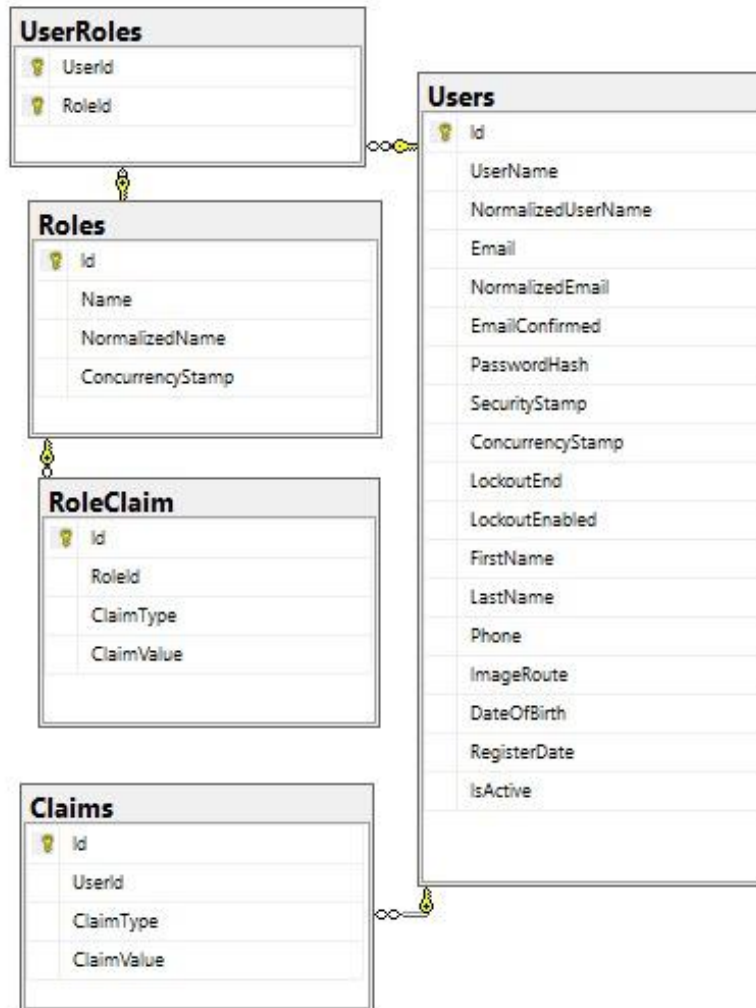 UserRoles
UserId
RoleId
Roles
Id
Name
NormalizedName
ConcurrencyStamp
RoleClaim
Id
RoleId
ClaimType
ClaimValue
Claims
Id
UserId
ClaimType
ClaimValue
Users
Id
UserName
NormalizedUserName
Email
NormalizedEmail
EmailConfirmed
PasswordHash
SecurityStamp
ConcurrencyStamp
LockoutEnd
LockoutEnabled
FirstName
LastName
Phone
ImageRoute
DateOfBirth
RegisterDate
IsActive